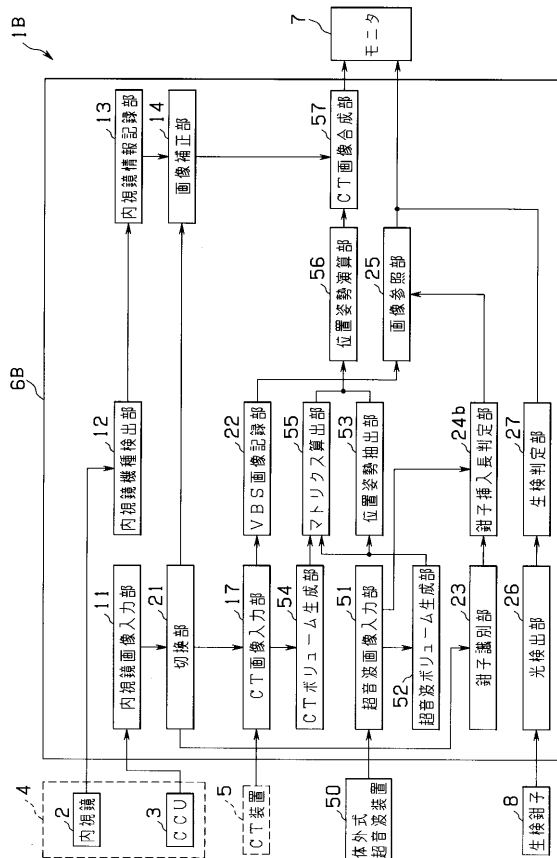 1B
6B
4
2
内視鏡
3
CCU
5
CT装置
50
体外式
超音波装置
8
生検鉗子
11
内視鏡画像入力部
12
内視鏡機種検出部
13
内視鏡情報記録部
14
画像補正部
21
切換部
17
CT画像入力部
22
VBS画像記録部
54
CTボリューム生成部
55
マトリクス算出部
51
超音波画像入力部
53
位置姿勢抽出部
52
超音波ボリューム生成部
56
位置姿勢演算部
57
CT画像合成部
25
画像参照部
23
鉗子識別部
24b
鉗子挿入長判定部
26
光検出部
27
生検判定部
7
モニタ